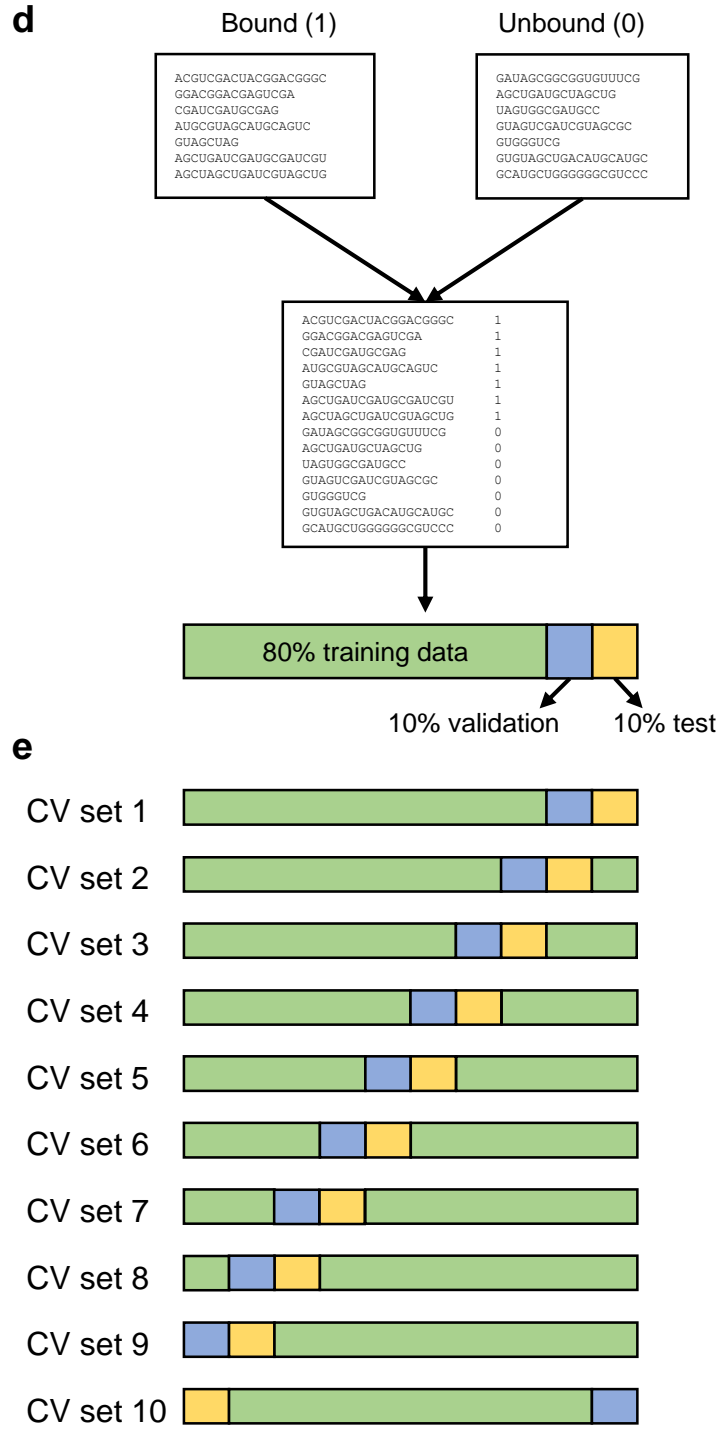 d
Bound (1) Unbound (0)
ACGUCGACUACGGACGGGC
GGACGGACGAGUCGA
CGAUCGAUGCGAG
AUGCGUAGCAUGCAGUC
GUAGCUAG
AGCUGAUCGAUGCGAUCGU
AGCUAGCUGAUCGUAGCUG
GAUAGCGGCGGUGUUUCG
AGCUGAUGCUAGCUG
UAGUGGCGAUGCC
GUAGUCGAUCGUAGCGC
GUGGGUCG
GUGUAGCUGACAUGCAUGC
GCAUGCUGGGGGGCGUCCC
ACGUCGACUACGGACGGGC 1
GGACGGACGAGUCGA 1
CGAUCGAUGCGAG 1
AUGCGUAGCAUGCAGUC 1
GUAGCUAG 1
AGCUGAUCGAUGCGAUCGU 1
AGCUAGCUGAUCGUAGCUG 1
GAUAGCGGCGGUGUUUCG 0
AGCUGAUGCUAGCUG 0
UAGUGGCGAUGCC 0
GUAGUCGAUCGUAGCGC 0
GUGGGUCG 0
GUGUAGCUGACAUGCAUGC 0
GCAUGCUGGGGGGCGUCCC 0
80% training data
10% validation 10% test
e
CV set 1
CV set 2
CV set 3
CV set 4
CV set 5
CV set 6
CV set 7
CV set 8
CV set 9
CV set 10